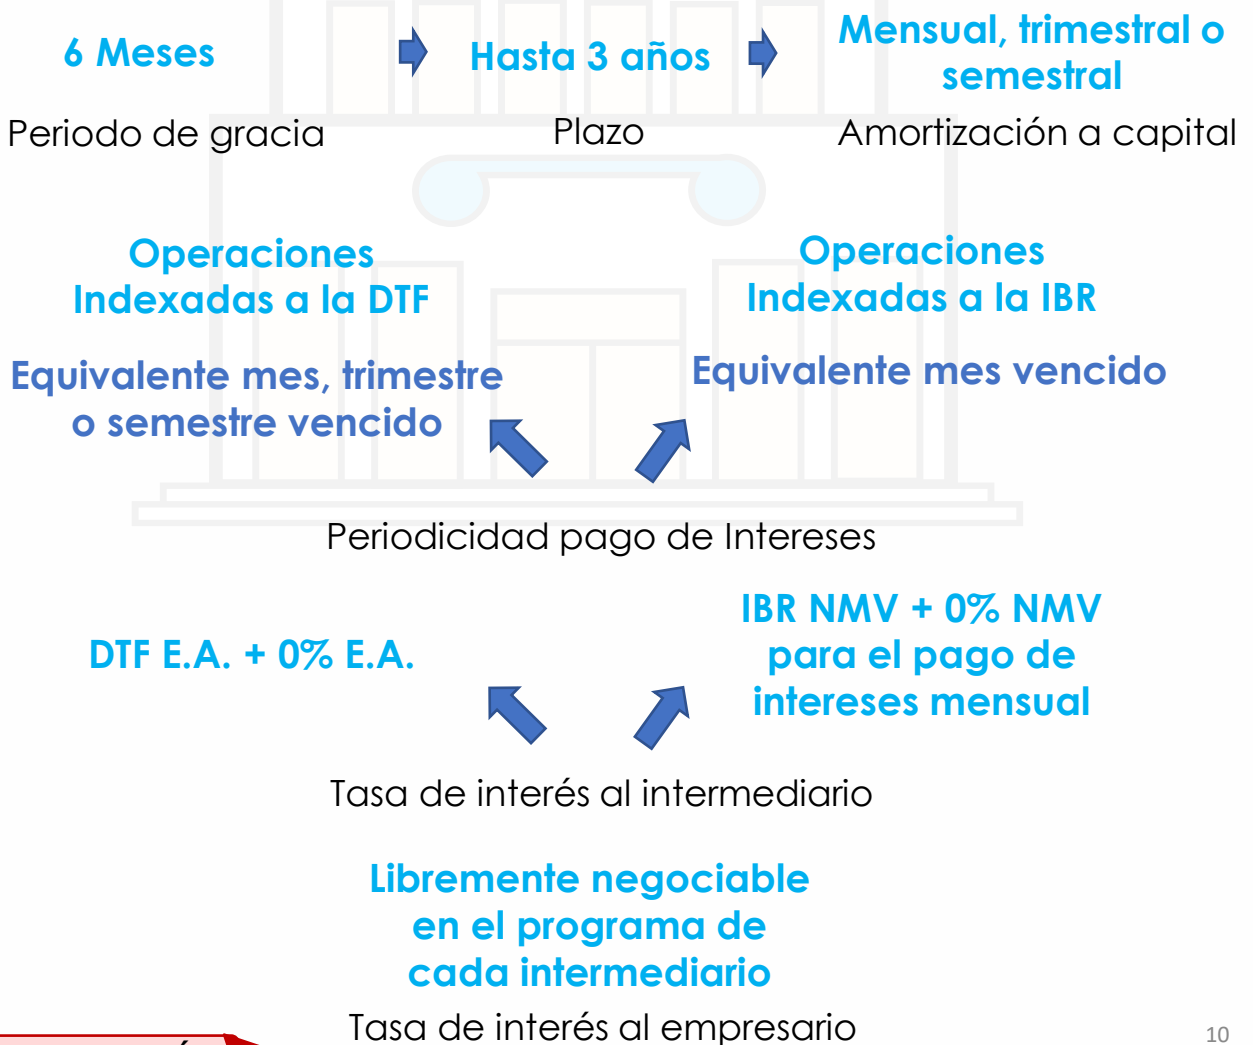 6 Meses
Periodo de gracia
Hasta 3 años
Plazo
Mensual, trimestral o
semestral
Amortización a capital
Operaciones
Indexadas a la DTF
Equivalente mes, trimestre
o semestre vencido
Operaciones
Indexadas a la IBR
Equivalente mes vencido
Periodicidad pago de Intereses
DTF E.A. + 0% E.A.
IBR NMV + 0% NMV
para el pago de
intereses mensual
Tasa de interés al intermediario
Libremente negociable
en el programa de
cada intermediario
Tasa de interés al empresario
10